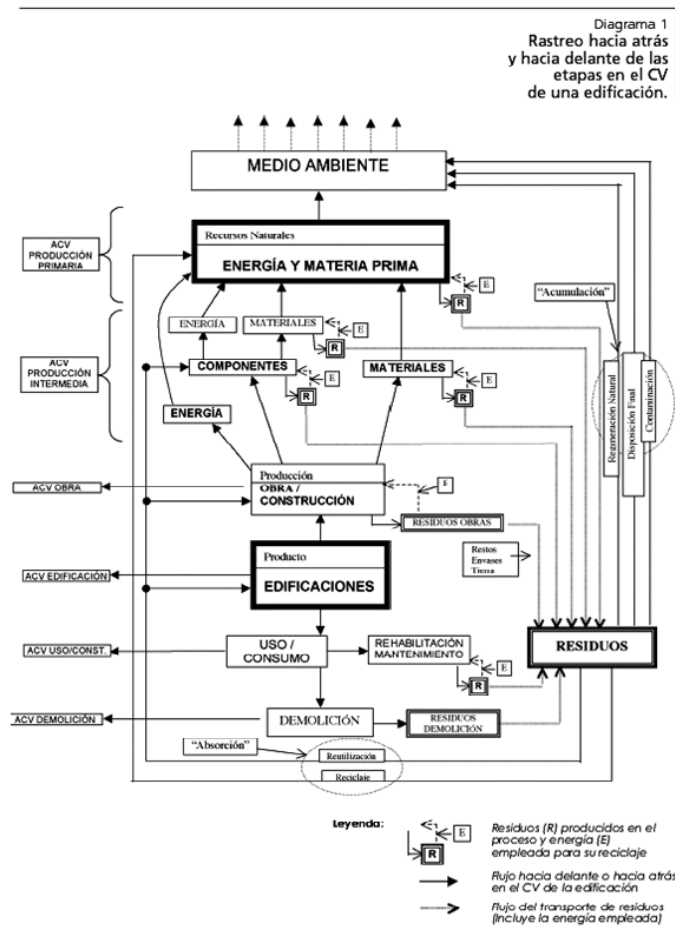 Diagrama 1
Rastreo hacia atrás
y hacia delante de las
etapas en el CV
de una edificación.
MEDIO AMBIENTE
Recursos Naturales
ENERGÍA Y MATERIA PRIMA
ACV
PRODUCCIÓN
PRIMARIA
E
R
"Acumulación"
ENERGÍA
MATERIALES
E
R
ACV
PRODUCCIÓN
INTERMEDIA
COMPONENTES
E
R
MATERIALES
E
R
Regeneración Natural
Disposición Final
Contaminación
ENERGÍA
Producción
OBRA /
CONSTRUCCIÓN
E
ACV OBRA
RESIDUOS OBRAS
Producto
EDIFICACIONES
Restos
Envases
Tierra
ACV EDIFICACIÓN
USO /
CONSUMO
REHABILITACIÓN
MANTENIMIENTO
E
R
RESIDUOS
ACV USO/CONST.
DEMOLICIÓN
RESIDUOS
DEMOLICIÓN
ACV DEMOLICIÓN
"Absorción"
Reutilización
Reciclaje
Leyenda:
E
R
Residuos (R) producidos en el
proceso y energía (E)
empleada para su reciclaje
Flujo hacia delante o hacia atrás
en el CV de la edificación
Flujo del transporte de residuos
(Incluye la energía empleada)